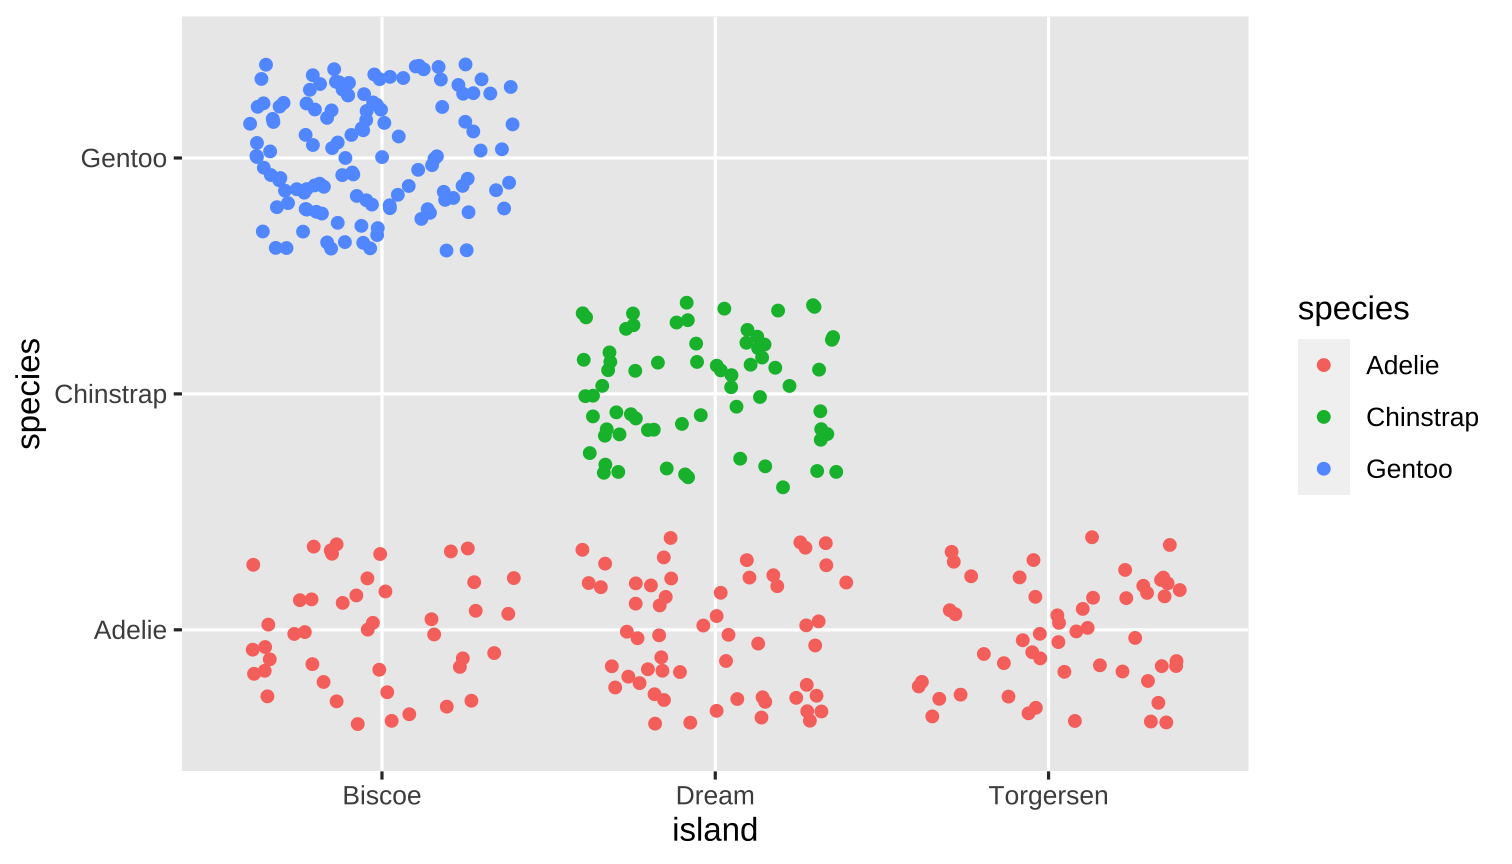 species
Gentoo
Chinstrap
Adelie
Biscoe
Dream
Torgersen
island
species
Adelie
Chinstrap
Gentoo